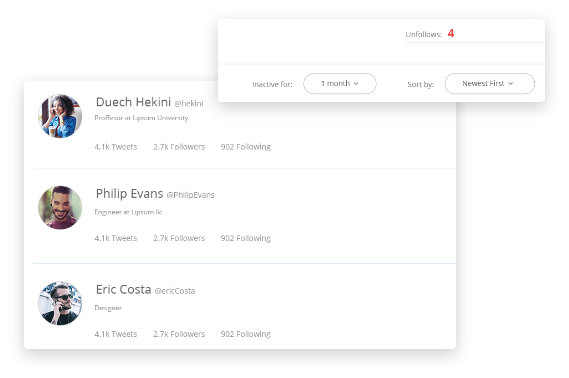 Unfollows: 4
Inactive for: 1 month Sort by: Newest First
Duech Hekini @hekini
Proffesor at Lipsum University
4.1k Tweets 2.7k Followers 902 Following
Philip Evans @PhilipEvans
Engineer at Lipsum llc
4.1k Tweets 2.7k Followers 902 Following
Eric Costa @ericCosta
Designer
4.1k Tweets 2.7k Followers 902 Following